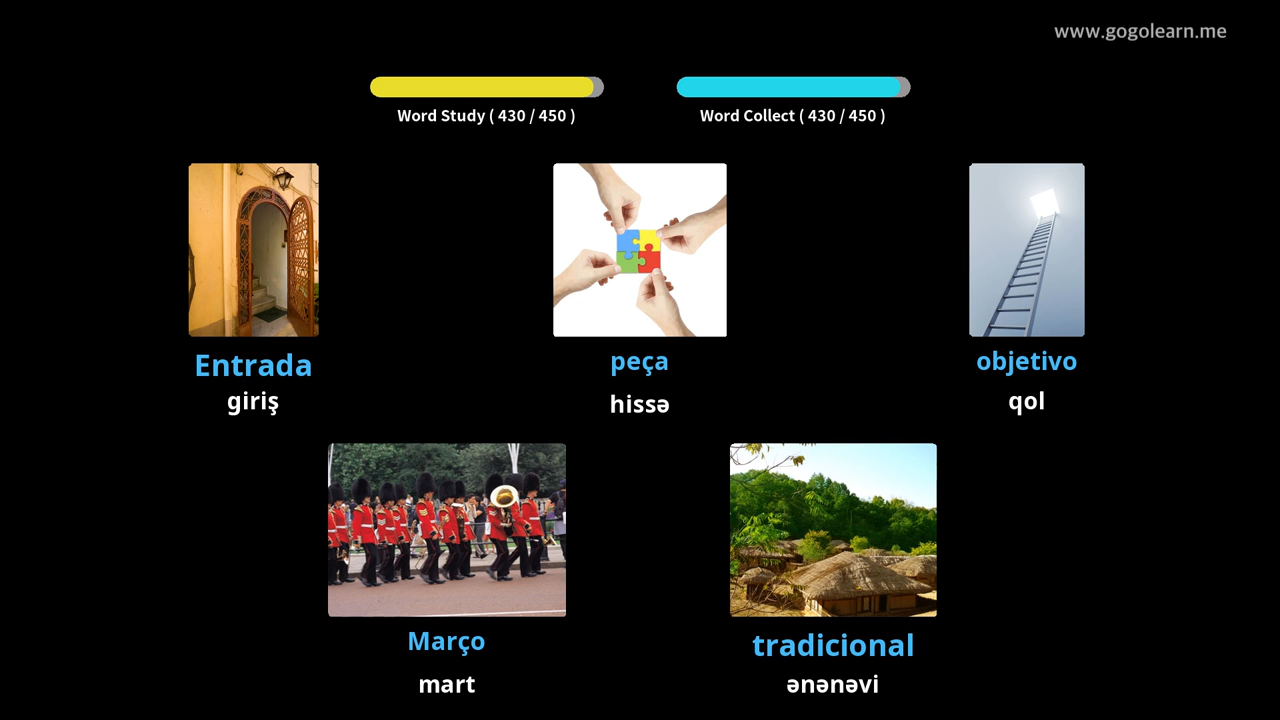 www.gogolearn.me
Word Study ( 430 / 450 )
Word Collect ( 430 / 450 )
Entrada
giriş
peça
hissə
objetivo
qol
Março
mart
tradicional
ənənəvi